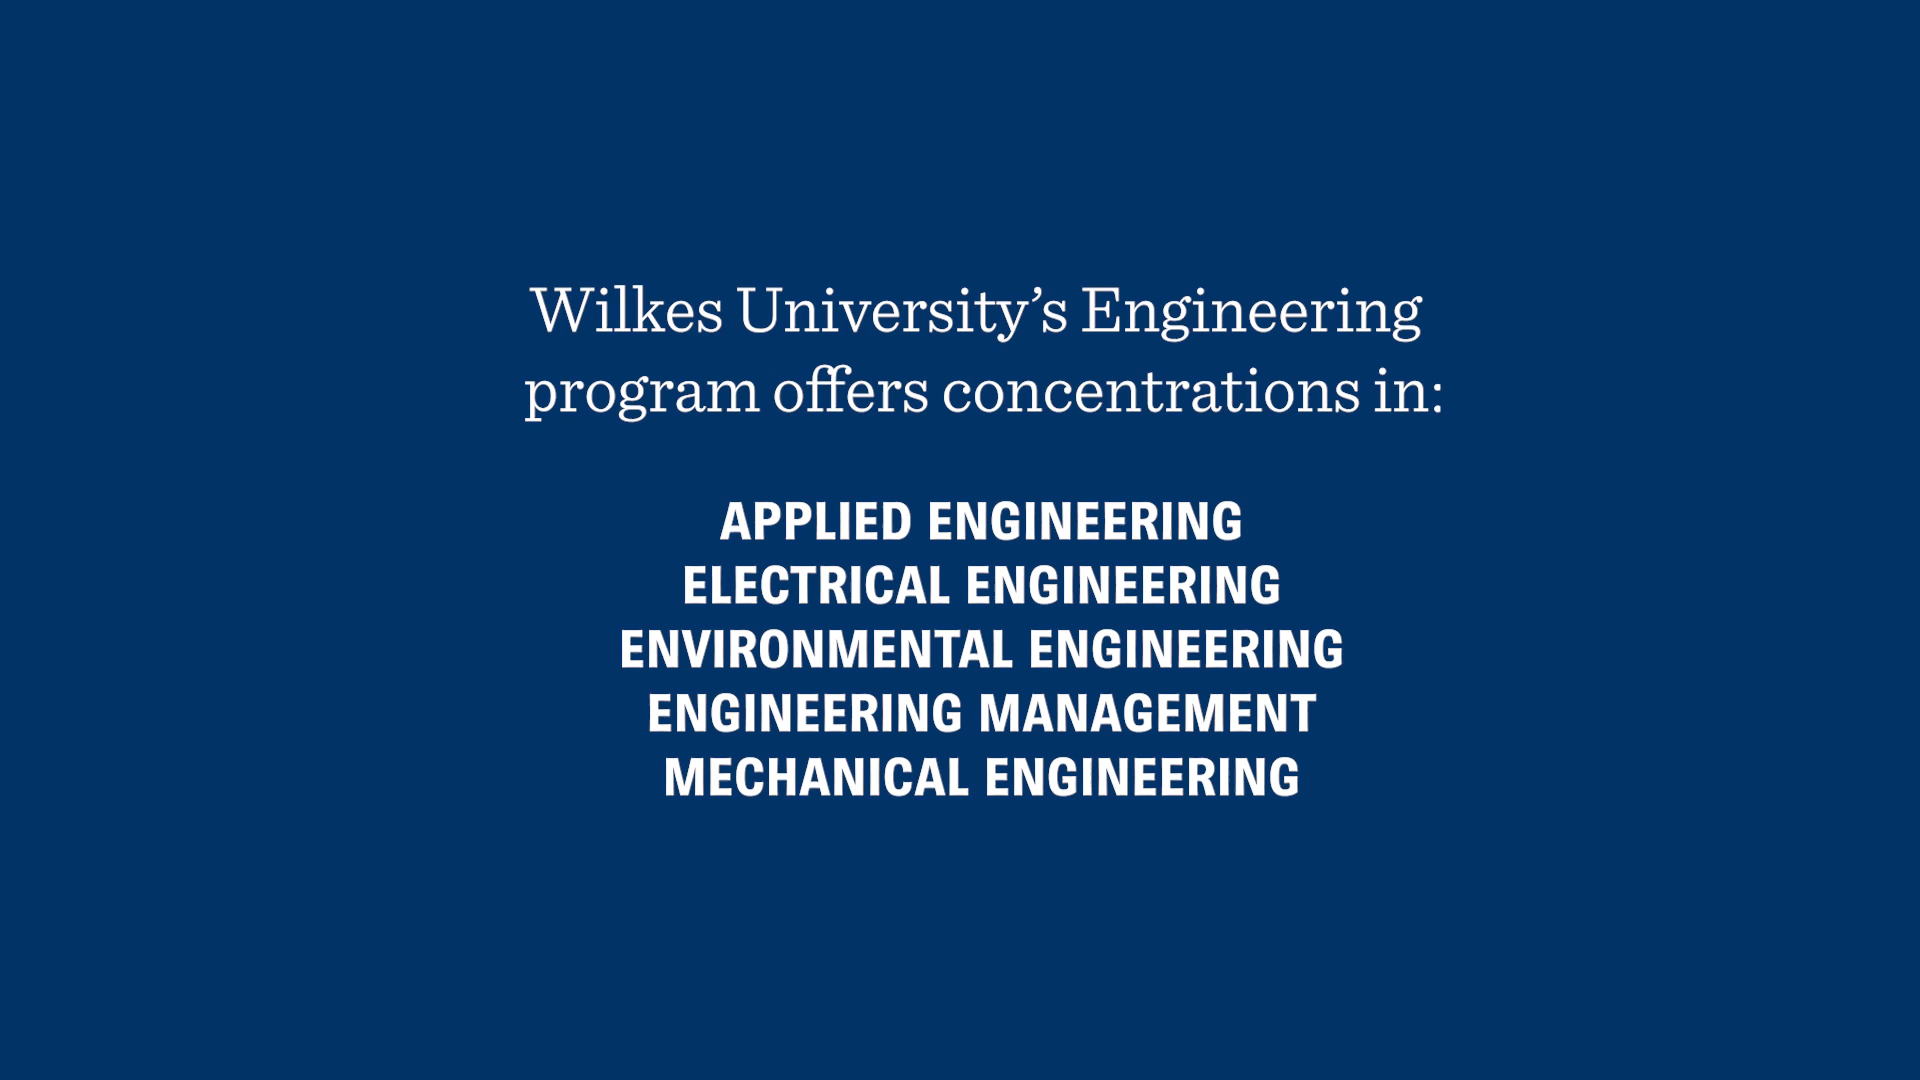 Wilkes University’s Engineering
program offers concentrations in:
APPLIED ENGINEERING
ELECTRICAL ENGINEERING
ENVIRONMENTAL ENGINEERING
ENGINEERING MANAGEMENT
MECHANICAL ENGINEERING